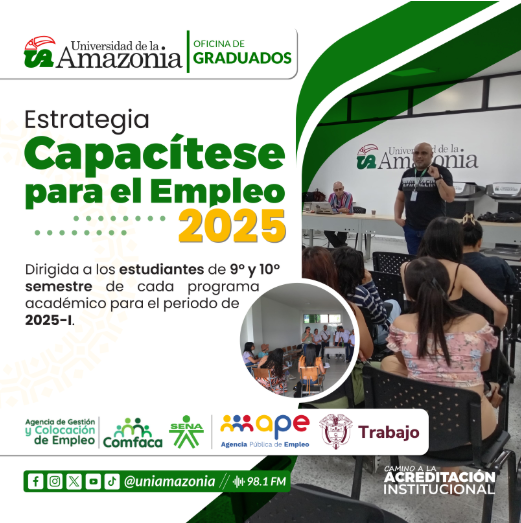 Universidad de la
Amazonia
OFICINA DE
GRADUADOS
Estrategia
Capacítese
para el Empleo
2025
Dirigida a los estudiantes de 9° y 10°
semestre de cada programa
académico para el periodo de
2025-I.
Universidad de la
Amazonia
Agencia de Gestión
y Colocación
de Empleo
Comfaca
SENA
ape
Agencia Pública de Empleo
Trabajo
@uniamazonia // 98.1 FM
CAMINO A LA
ACREDITACIÓN
INSTITUCIONAL